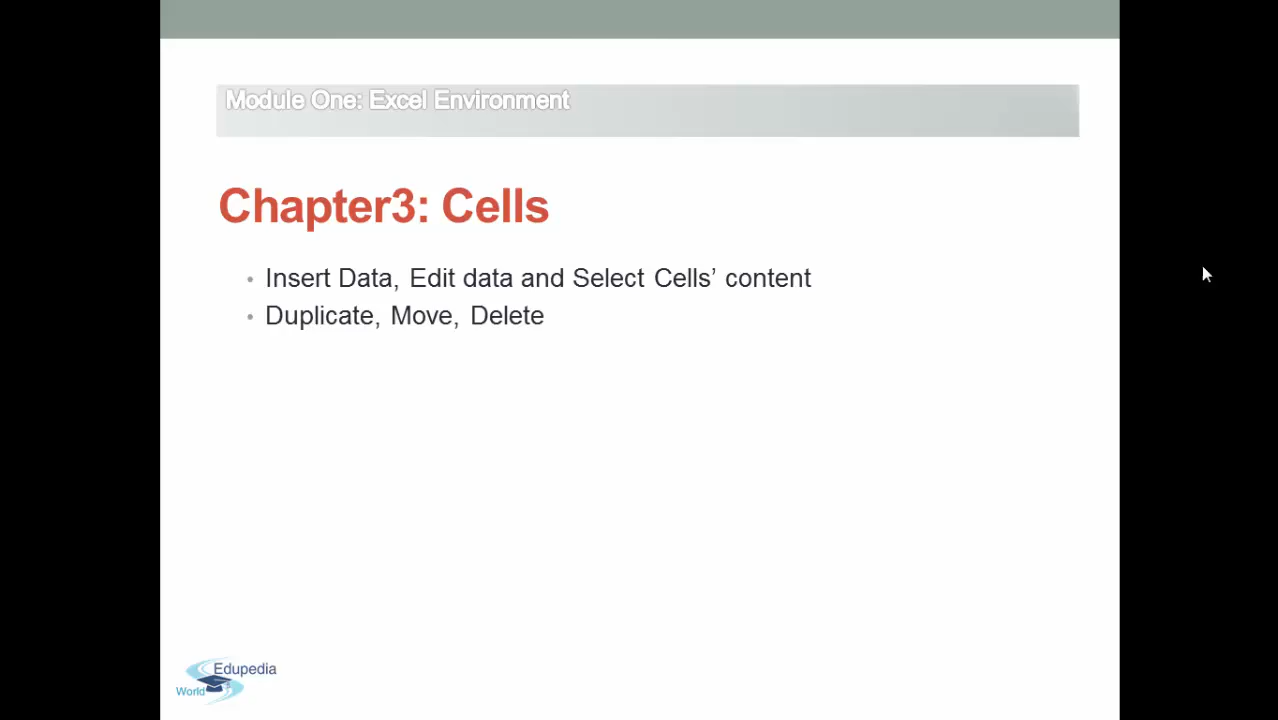 Module One: Excel Environment
Chapter3: Cells
• Insert Data, Edit data and Select Cells’ content
• Duplicate, Move, Delete
Edupedia
World